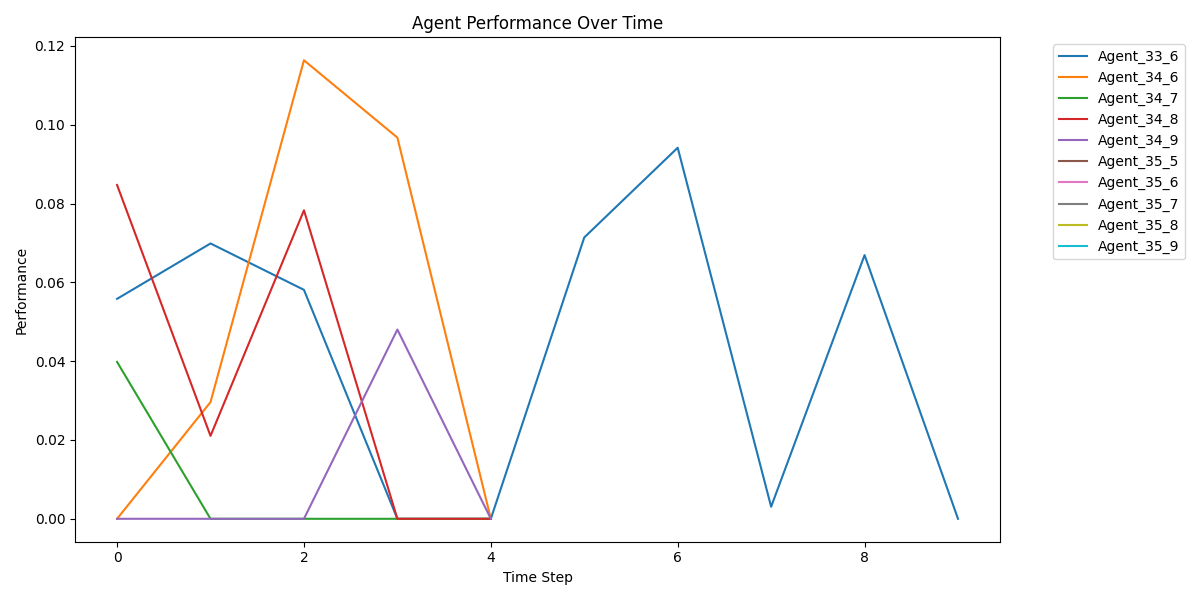 Agent Performance Over Time
Performance
0.12
0.10
0.08
0.06
0.04
0.02
0.00
0
2
4
6
8
Time Step
Agent_33_6
Agent_34_6
Agent_34_7
Agent_34_8
Agent_34_9
Agent_35_5
Agent_35_6
Agent_35_7
Agent_35_8
Agent_35_9